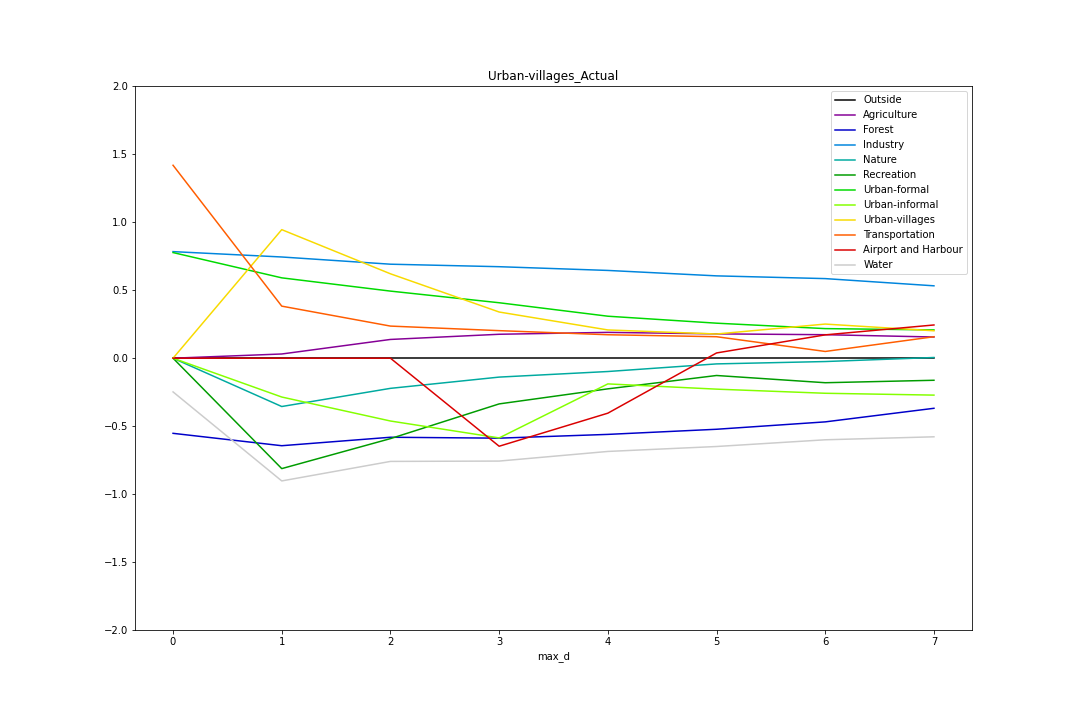 Urban-villages_Actual
2.0
1.5
1.0
0.5
0.0
−0.5
−1.0
−1.5
−2.0
Outside
Agriculture
Forest
Industry
Nature
Recreation
Urban-formal
Urban-informal
Urban-villages
Transportation
Airport and Harbour
Water
0 1 2 3 4 5 6 7
max_d